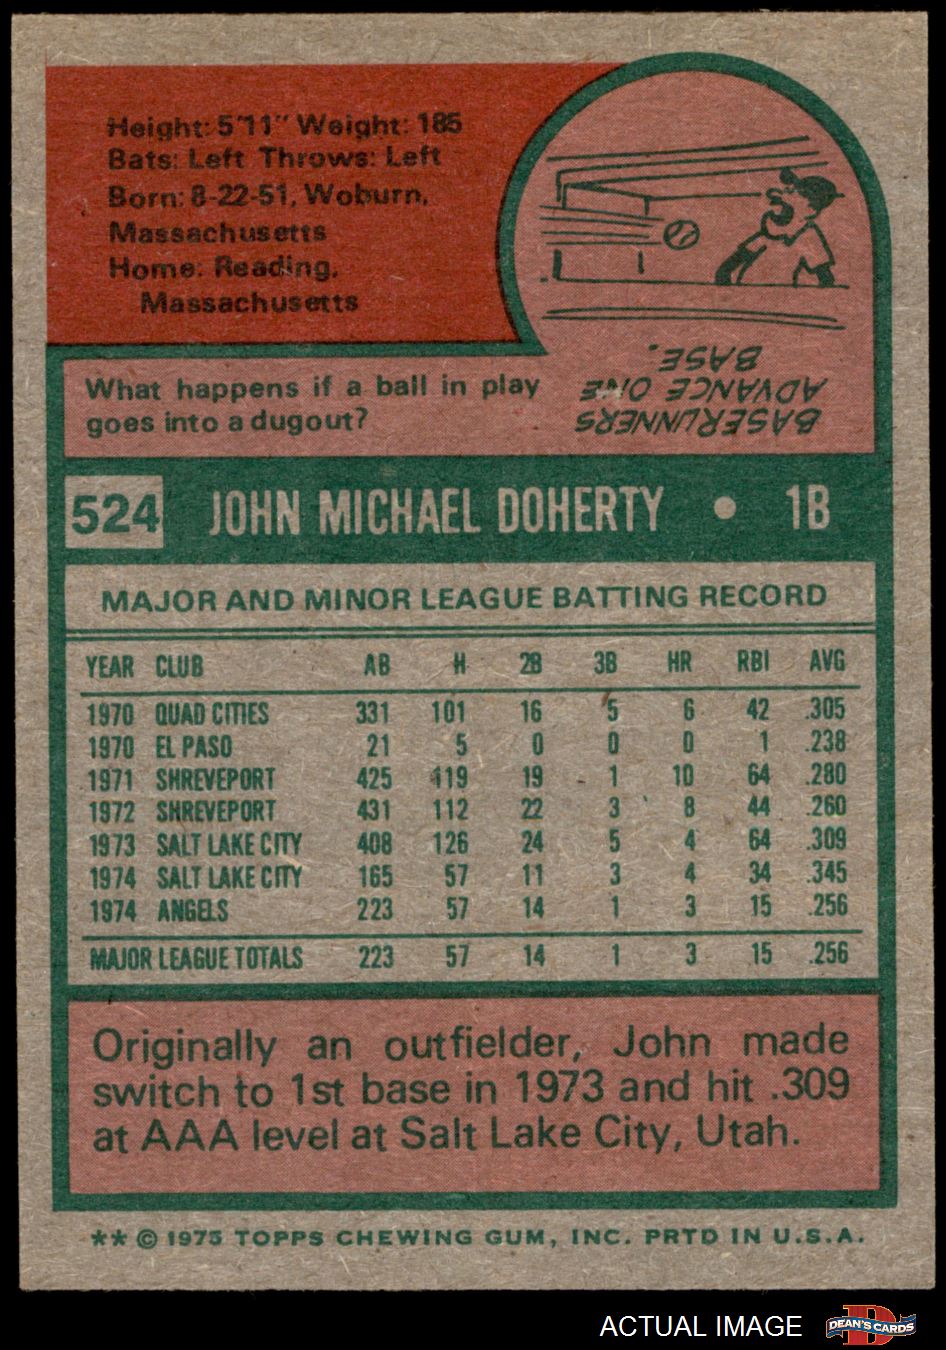 Height: 5'11" Weight: 185
Bats: Left Throws: Left
Born: 8-22-51, Woburn,
Massachusetts
Home: Reading,
Massachusetts
What happens if a ball in play
goes into a dugout?
BASERUNNERS
ADVANCE ONE
BASE.
524 JOHN MICHAEL DOHERTY • 1B
MAJOR AND MINOR LEAGUE BATTING RECORD
YEAR CLUB AB H 2B 3B HR RBI AVG
1970 QUAD CITIES 331 101 16 5 6 42 .305
1970 EL PASO 21 5 0 0 0 1 .238
1971 SHREVEPORT 425 119 19 1 10 64 .280
1972 SHREVEPORT 431 112 22 3 8 44 .260
1973 SALT LAKE CITY 408 126 24 5 4 64 .309
1974 SALT LAKE CITY 165 57 11 3 4 34 .345
1974 ANGELS 223 57 14 1 3 15 .256
MAJOR LEAGUE TOTALS 223 57 14 1 3 15 .256
Originally an outfielder, John made
switch to 1st base in 1973 and hit .309
at AAA level at Salt Lake City, Utah.
** © 1975 TOPPS CHEWING GUM, INC. PRTD IN U.S.A.
ACTUAL IMAGE DEAN'S CARDS